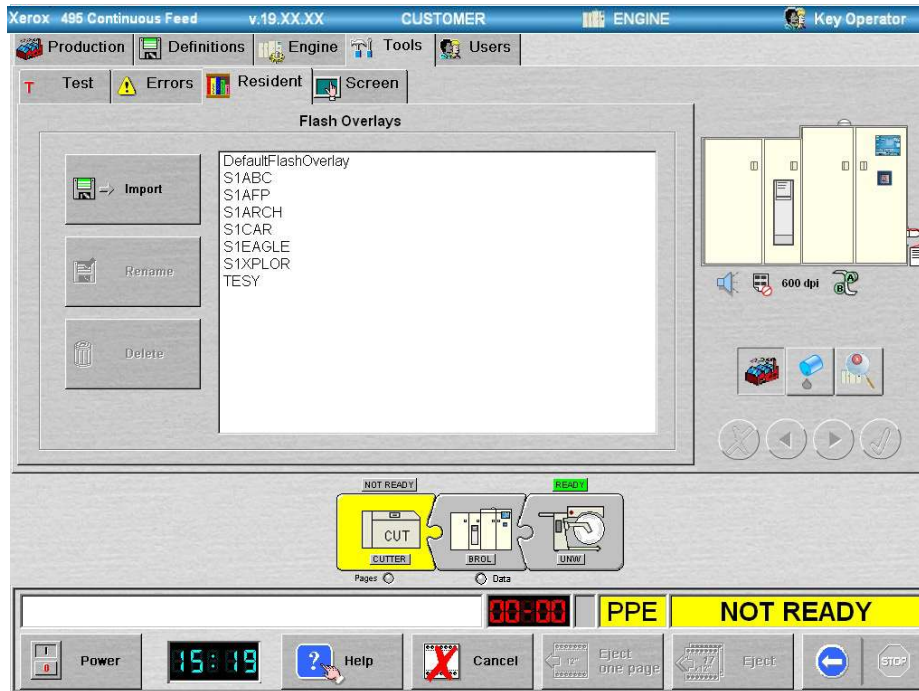 Xerox 495 Continuous Feed v.19.XX.XX CUSTOMER ENGINE Key Operator
Production Definitions Engine Tools Users
T Test Errors Resident Screen
Flash Overlays
Import
Rename
Delete
DefaultFlashOverlay
S1ABC
S1AFP
S1ARCH
S1CAR
S1EAGLE
S1XPLOR
TESY
600 dpi A B
NOT READY READY
CUT
CUTTER BROL UNW
Pages Data
PPE NOT READY
Power 15:19 ? Help Cancel Eject one page Eject STOP